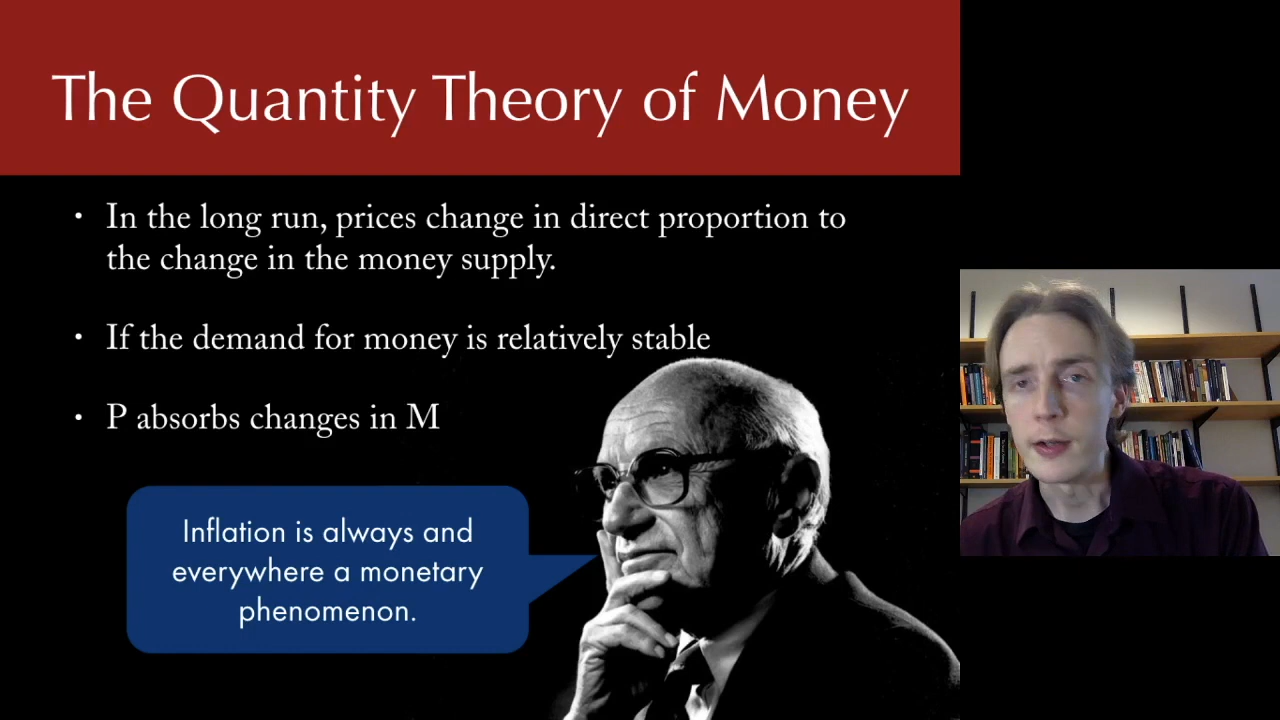 The Quantity Theory of Money
• In the long run, prices change in direct proportion to
the change in the money supply.
• If the demand for money is relatively stable
• P absorbs changes in M
Inflation is always and
everywhere a monetary
phenomenon.